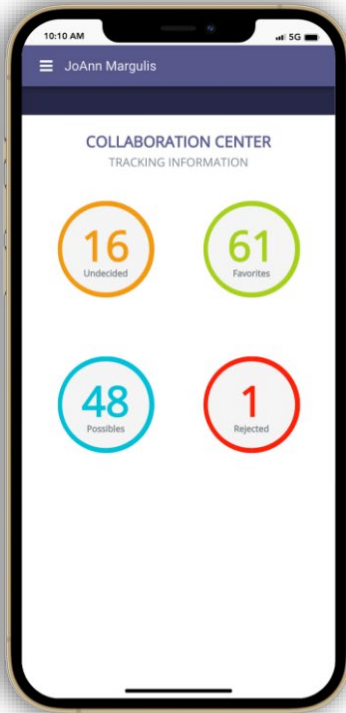 10:10 AM
5G
JoAnn Margulis
COLLABORATION CENTER
TRACKING INFORMATION
16
Undecided
61
Favorites
48
Possibles
1
Rejected